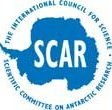 THE INTERNATIONAL COUNCIL FOR SCIENCE
SCAR
SCIENTIFIC COMMITTEE ON ANTARCTIC RESEARCH